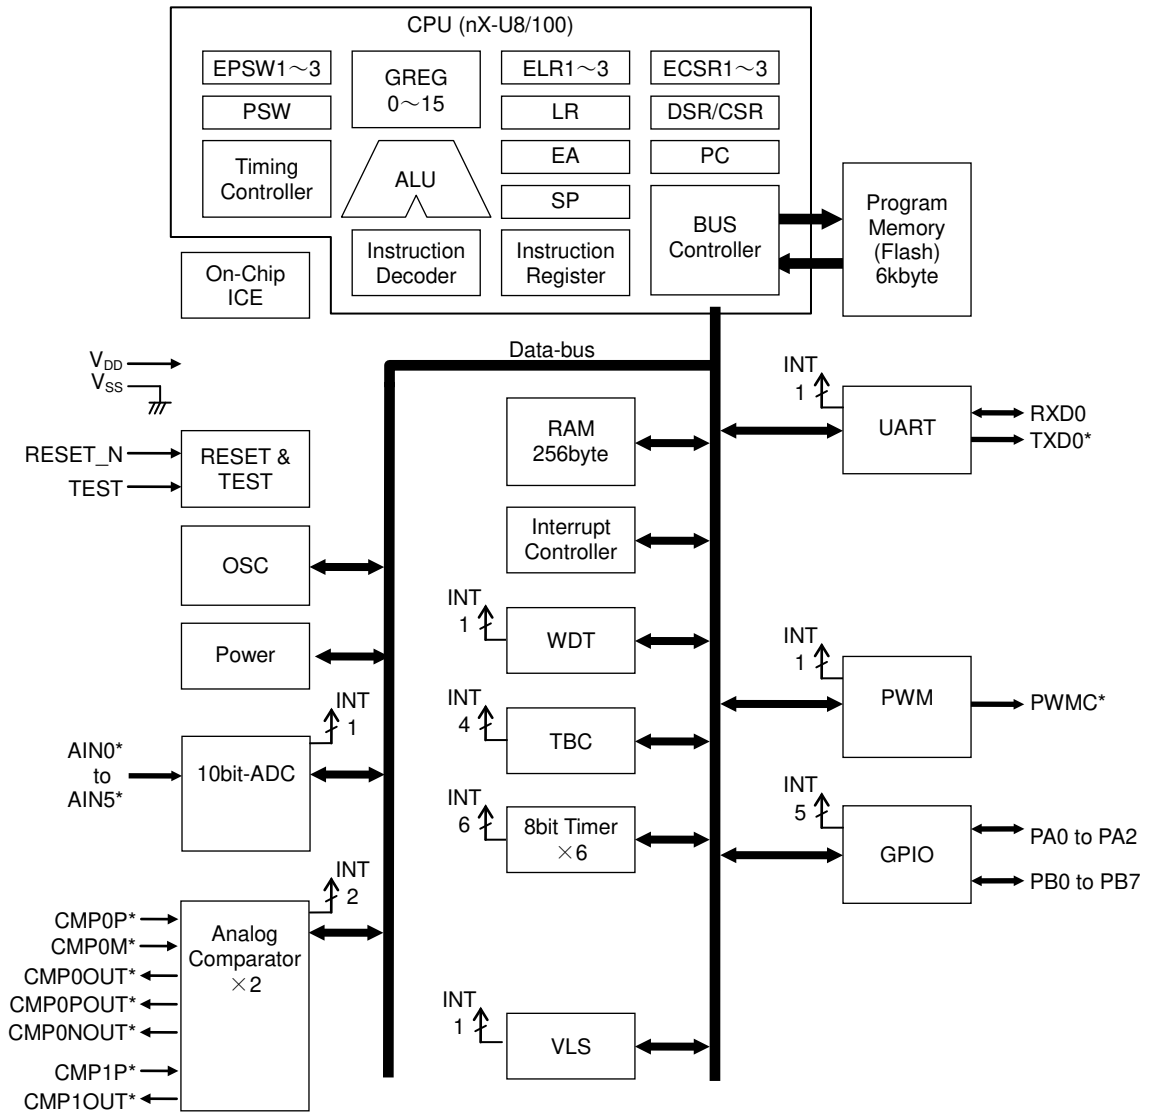 CPU (nX-U8/100)
EPSW1～3
GREG
0～15
ELR1～3
ECSR1～3
PSW
LR
DSR/CSR
Timing
Controller
ALU
EA
PC
SP
BUS
Controller
Program
Memory
(Flash)
6kbyte
Instruction
Decoder
Instruction
Register
On-Chip
ICE
Data-bus
VDD
VSS
RESET_N
TEST
RESET &
TEST
OSC
Power
INT
1
AIN0*
to
AIN5*
10bit-ADC
INT
2
CMP0P*
CMP0M*
CMP0OUT*
CMP0POUT*
CMP0NOUT*
CMP1P*
CMP1OUT*
Analog
Comparator
×2
RAM
256byte
Interrupt
Controller
INT
1
WDT
INT
4
TBC
INT
6
8bit Timer
×6
INT
1
VLS
INT
1
UART
RXD0
TXD0*
INT
1
PWM
PWMC*
INT
5
GPIO
PA0 to PA2
PB0 to PB7